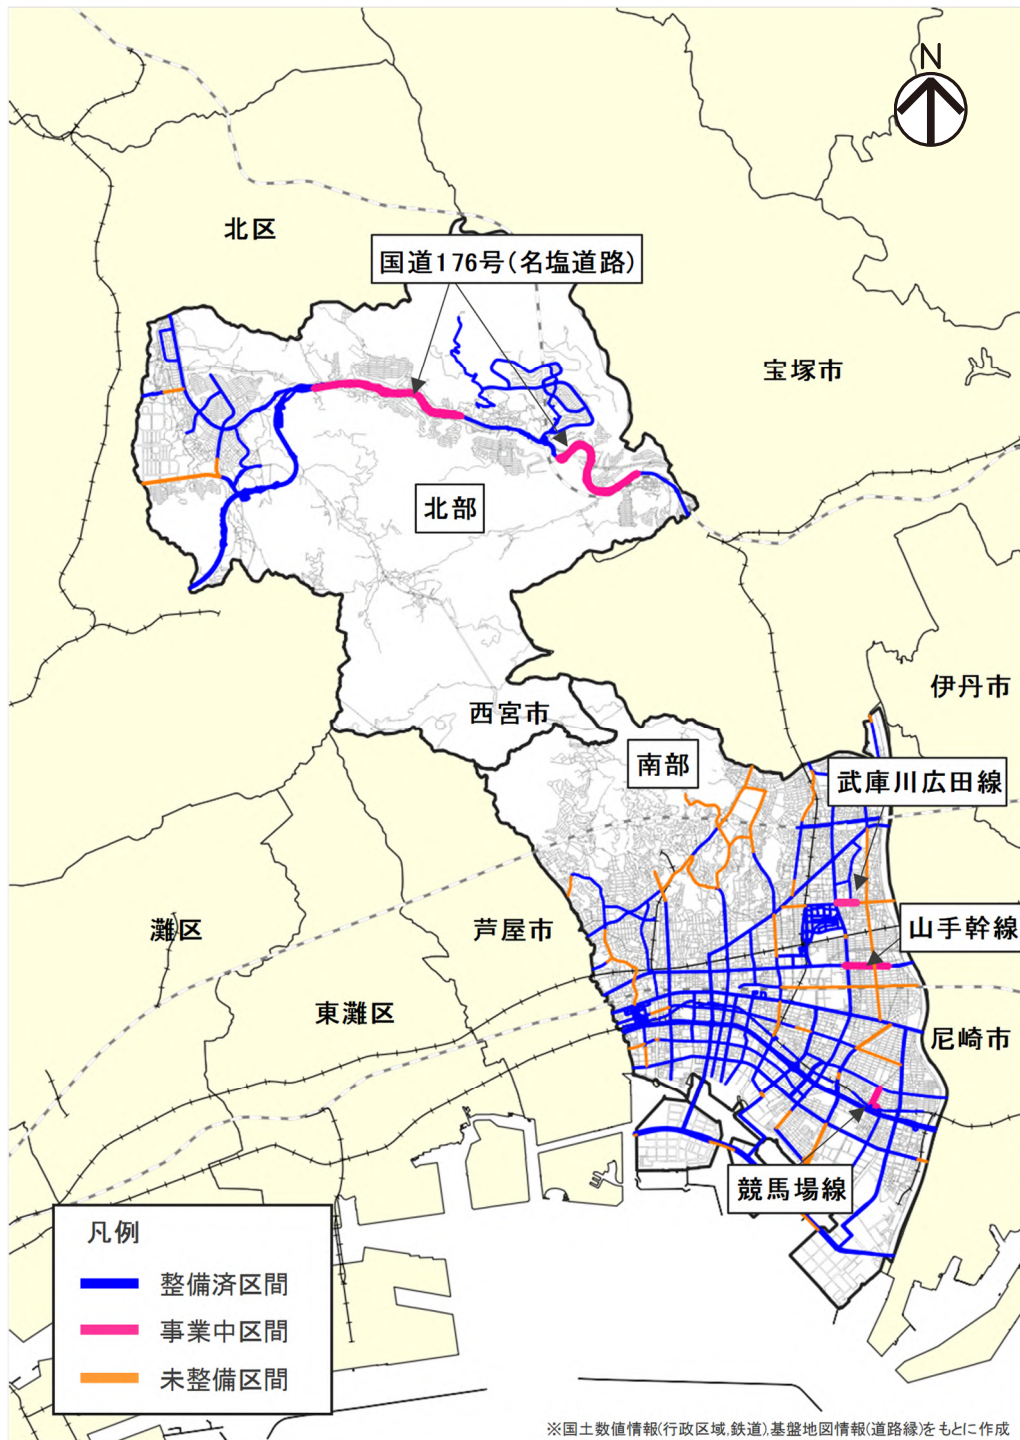 N
北区
国道176号(名塩道路)
宝塚市
北部
伊丹市
西宮市
南部
武庫川広田線
灘区
芦屋市
山手幹線
東灘区
尼崎市
競馬場線
凡例
整備済区間
事業中区間
未整備区間
※国土数値情報(行政区域,鉄道),基盤地図情報(道路縁)をもとに作成